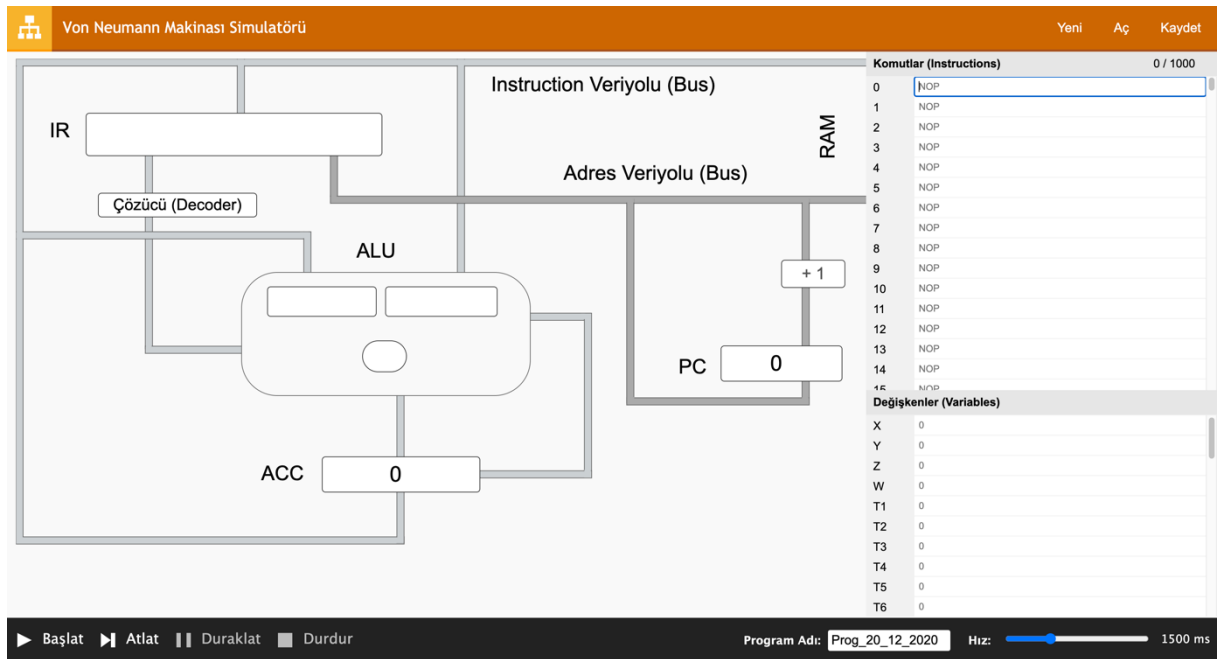 Von Neumann Makinası Simulatörü
Yeni Aç Kaydet
Instruction Veriyolu (Bus)
IR
RAM
Adres Veriyolu (Bus)
Çözücü (Decoder)
ALU
+ 1
PC 0
ACC 0
Komutlar (Instructions) 0 / 1000
0 NOP
1 NOP
2 NOP
3 NOP
4 NOP
5 NOP
6 NOP
7 NOP
8 NOP
9 NOP
10 NOP
11 NOP
12 NOP
13 NOP
14 NOP
15 NOP
Değişkenler (Variables)
X 0
Y 0
Z 0
W 0
T1 0
T2 0
T3 0
T4 0
T5 0
T6 0
Başlat Atlat Duraklat Durdur
Program Adı: Prog_20_12_2020 Hız: 1500 ms